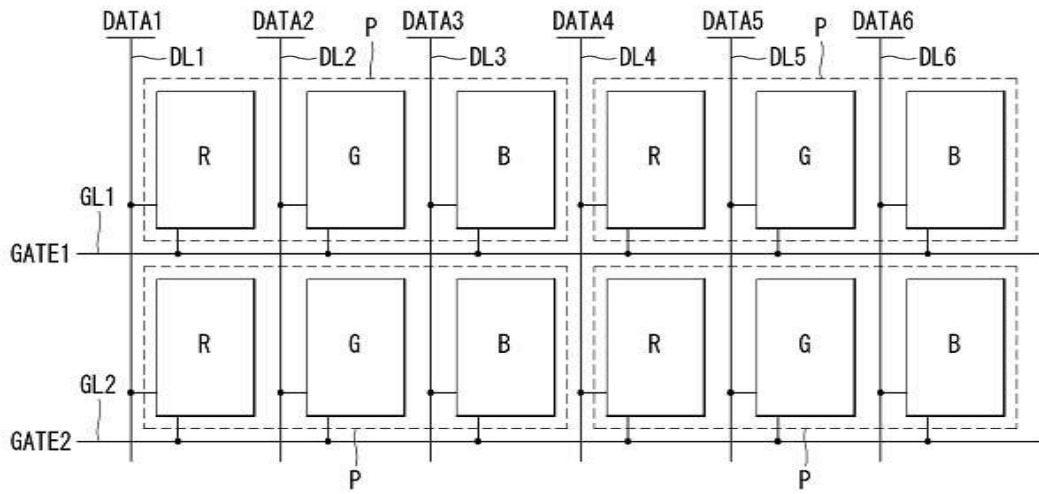 DATA1 DATA2 P DATA3 DATA4 DATA5 P DATA6
DL1 DL2 DL3 DL4 DL5 DL6
R G B R G B
GL1
GATE1
R G B R G B
GL2
GATE2
P P